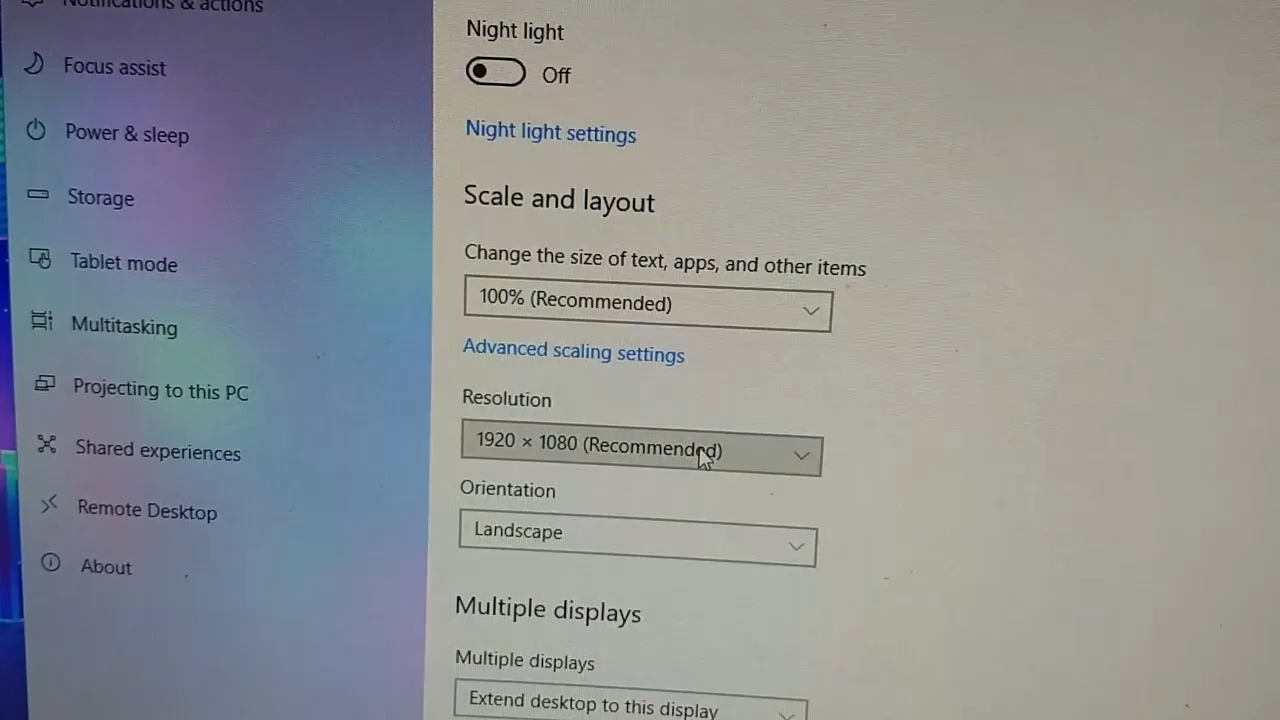 Notifications & actions
Focus assist
Power & sleep
Storage
Tablet mode
Multitasking
Projecting to this PC
Shared experiences
Remote Desktop
About
Night light
Off
Night light settings
Scale and layout
Change the size of text, apps, and other items
100% (Recommended)
Advanced scaling settings
Resolution
1920 × 1080 (Recommended)
Orientation
Landscape
Multiple displays
Multiple displays
Extend desktop to this display